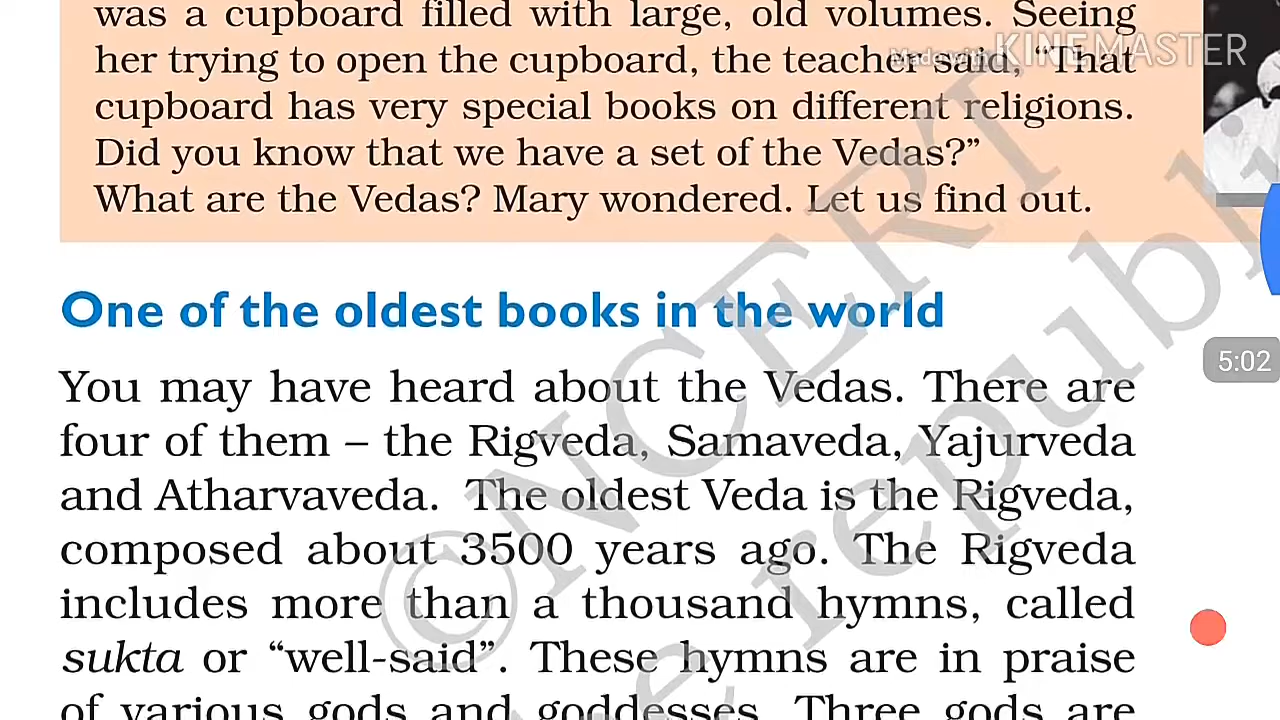 was a cupboard filled with large, old volumes. Seeing
her trying to open the cupboard, the teacher said, “That
cupboard has very special books on different religions.
Did you know that we have a set of the Vedas?”
What are the Vedas? Mary wondered. Let us find out.
Made with KINEMASTER
One of the oldest books in the world
You may have heard about the Vedas. There are
four of them – the Rigveda, Samaveda, Yajurveda
and Atharvaveda. The oldest Veda is the Rigveda,
composed about 3500 years ago. The Rigveda
includes more than a thousand hymns, called
sukta or “well-said”. These hymns are in praise
of various gods and goddesses. Three gods are
5:02
©NCERT
republi